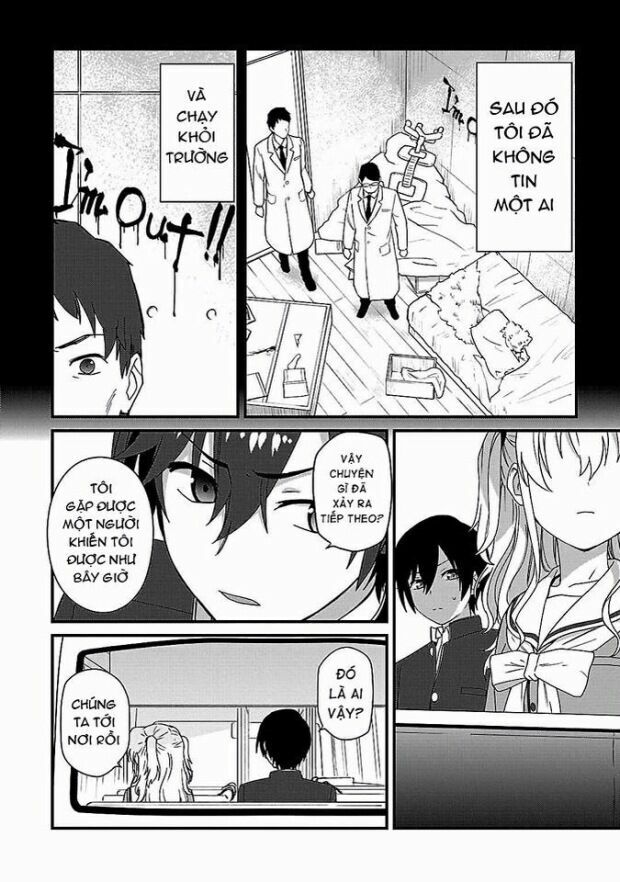 SAU ĐÓ
TÔI ĐÃ
KHÔNG
TIN
MỘT AI
VÀ
CHẠY
KHỎI
TRƯỜNG
I'm Out!!
VẬY
CHUYỆN
GÌ ĐÃ
XẢY RA
TIẾP
THEO?
TÔI
GẶP ĐƯỢC
MỘT NGƯỜI
KHIẾN TÔI
ĐƯỢC NHƯ
BÂY GIỜ
ĐÓ
LÀ AI
VẬY?
CHÚNG
TA TỚI
NƠI RỒI